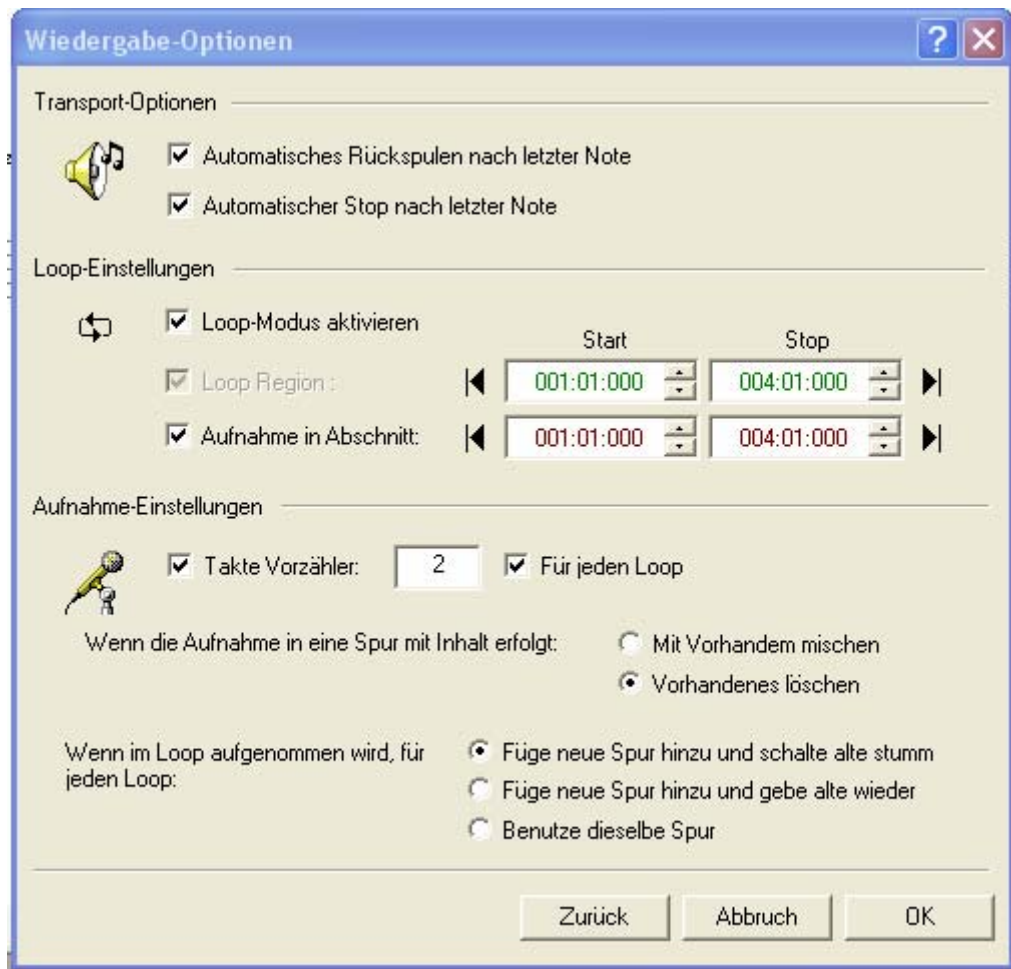 Wiedergabe-Optionen
Transport-Optionen
Automatisches Rückspulen nach letzter Note
Automatischer Stop nach letzter Note
Loop-Einstellungen
Loop-Modus aktivieren
Start Stop
Loop Region : 001:01:000 004:01:000
Aufnahme in Abschnitt: 001:01:000 004:01:000
Aufnahme-Einstellungen
Takte Vorzähler: 2 Für jeden Loop
Wenn die Aufnahme in eine Spur mit Inhalt erfolgt: Mit Vorhandem mischen
Vorhandenes löschen
Wenn im Loop aufgenommen wird, für
jeden Loop:
Füge neue Spur hinzu und schalte alte stumm
Füge neue Spur hinzu und gebe alte wieder
Benutze dieselbe Spur
Zurück Abbruch OK